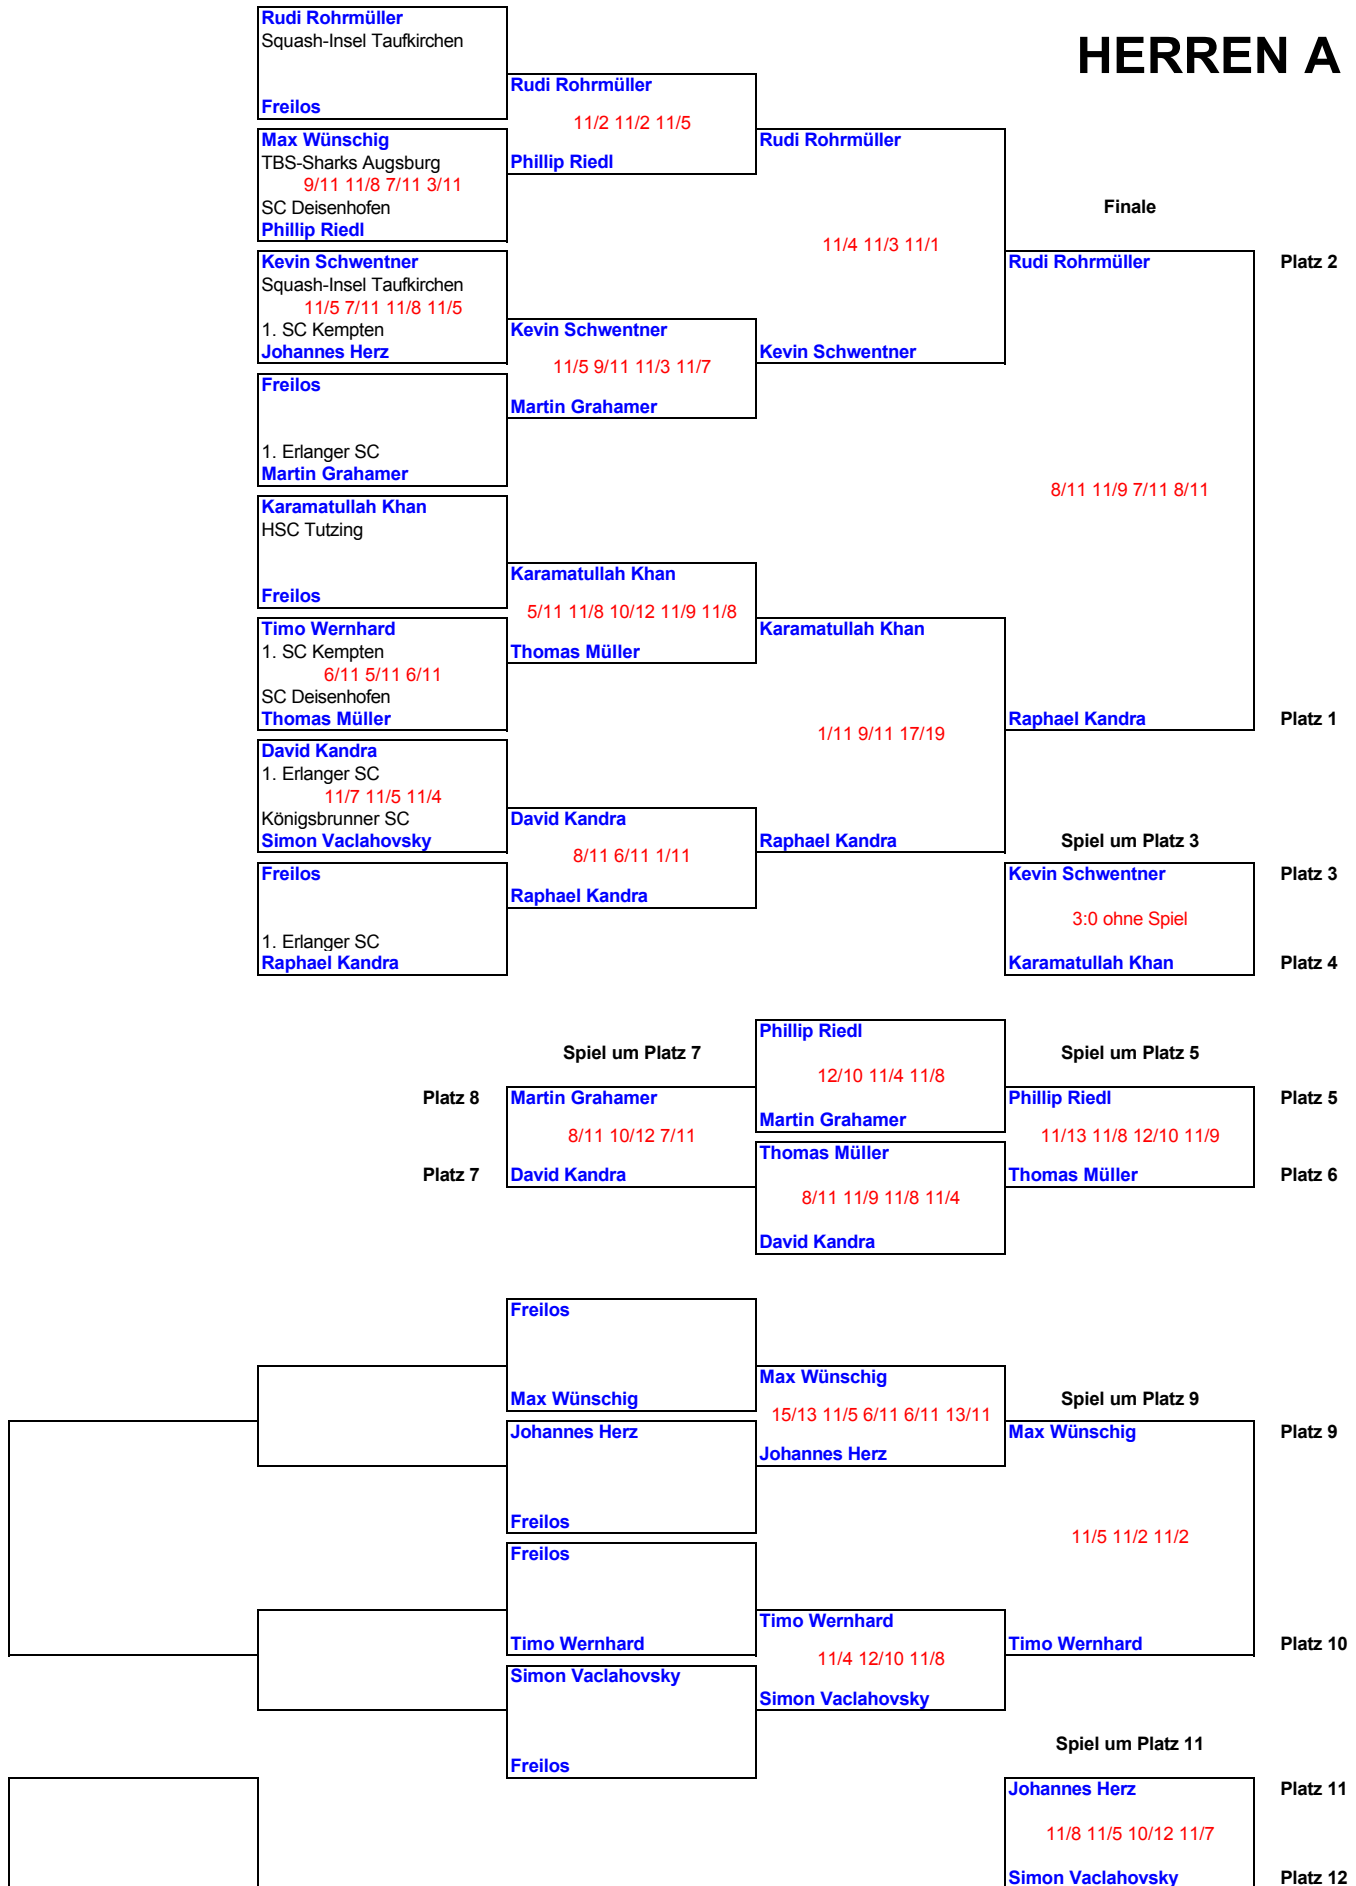 HERREN A
Rudi Rohrmüller
Squash-Insel Taufkirchen
Freilos
Max Wünschig
TBS-Sharks Augsburg
9/11 11/8 7/11 3/11
SC Deisenhofen
Phillip Riedl
Kevin Schwentner
Squash-Insel Taufkirchen
11/5 7/11 11/8 11/5
1. SC Kempten
Johannes Herz
Freilos
1. Erlanger SC
Martin Grahamer
Karamatullah Khan
HSC Tutzing
Freilos
Timo Wernhard
1. SC Kempten
6/11 5/11 6/11
SC Deisenhofen
Thomas Müller
David Kandra
1. Erlanger SC
11/7 11/5 11/4
Königsbrunner SC
Simon Vaclahovsky
Freilos
1. Erlanger SC
Raphael Kandra
Rudi Rohrmüller
11/2 11/2 11/5
Phillip Riedl
Kevin Schwentner
11/5 9/11 11/3 11/7
Martin Grahamer
Karamatullah Khan
5/11 11/8 10/12 11/9 11/8
Thomas Müller
David Kandra
8/11 6/11 1/11
Raphael Kandra
Rudi Rohrmüller
11/4 11/3 11/1
Kevin Schwentner
Karamatullah Khan
1/11 9/11 17/19
Raphael Kandra
Finale
Rudi Rohrmüller
Platz 2
8/11 11/9 7/11 8/11
Raphael Kandra
Platz 1
Spiel um Platz 3
Kevin Schwentner
Platz 3
3:0 ohne Spiel
Karamatullah Khan
Platz 4
Spiel um Platz 7
Platz 8
Martin Grahamer
8/11 10/12 7/11
Platz 7
David Kandra
Phillip Riedl
12/10 11/4 11/8
Martin Grahamer
Thomas Müller
8/11 11/9 11/8 11/4
David Kandra
Spiel um Platz 5
Phillip Riedl
Platz 5
11/13 11/8 12/10 11/9
Thomas Müller
Platz 6
Freilos
Max Wünschig
Johannes Herz
Freilos
Freilos
Timo Wernhard
Simon Vaclahovsky
Freilos
Max Wünschig
15/13 11/5 6/11 6/11 13/11
Johannes Herz
Timo Wernhard
11/4 12/10 11/8
Simon Vaclahovsky
Spiel um Platz 9
Max Wünschig
Platz 9
11/5 11/2 11/2
Timo Wernhard
Platz 10
Spiel um Platz 11
Johannes Herz
Platz 11
11/8 11/5 10/12 11/7
Simon Vaclahovsky
Platz 12